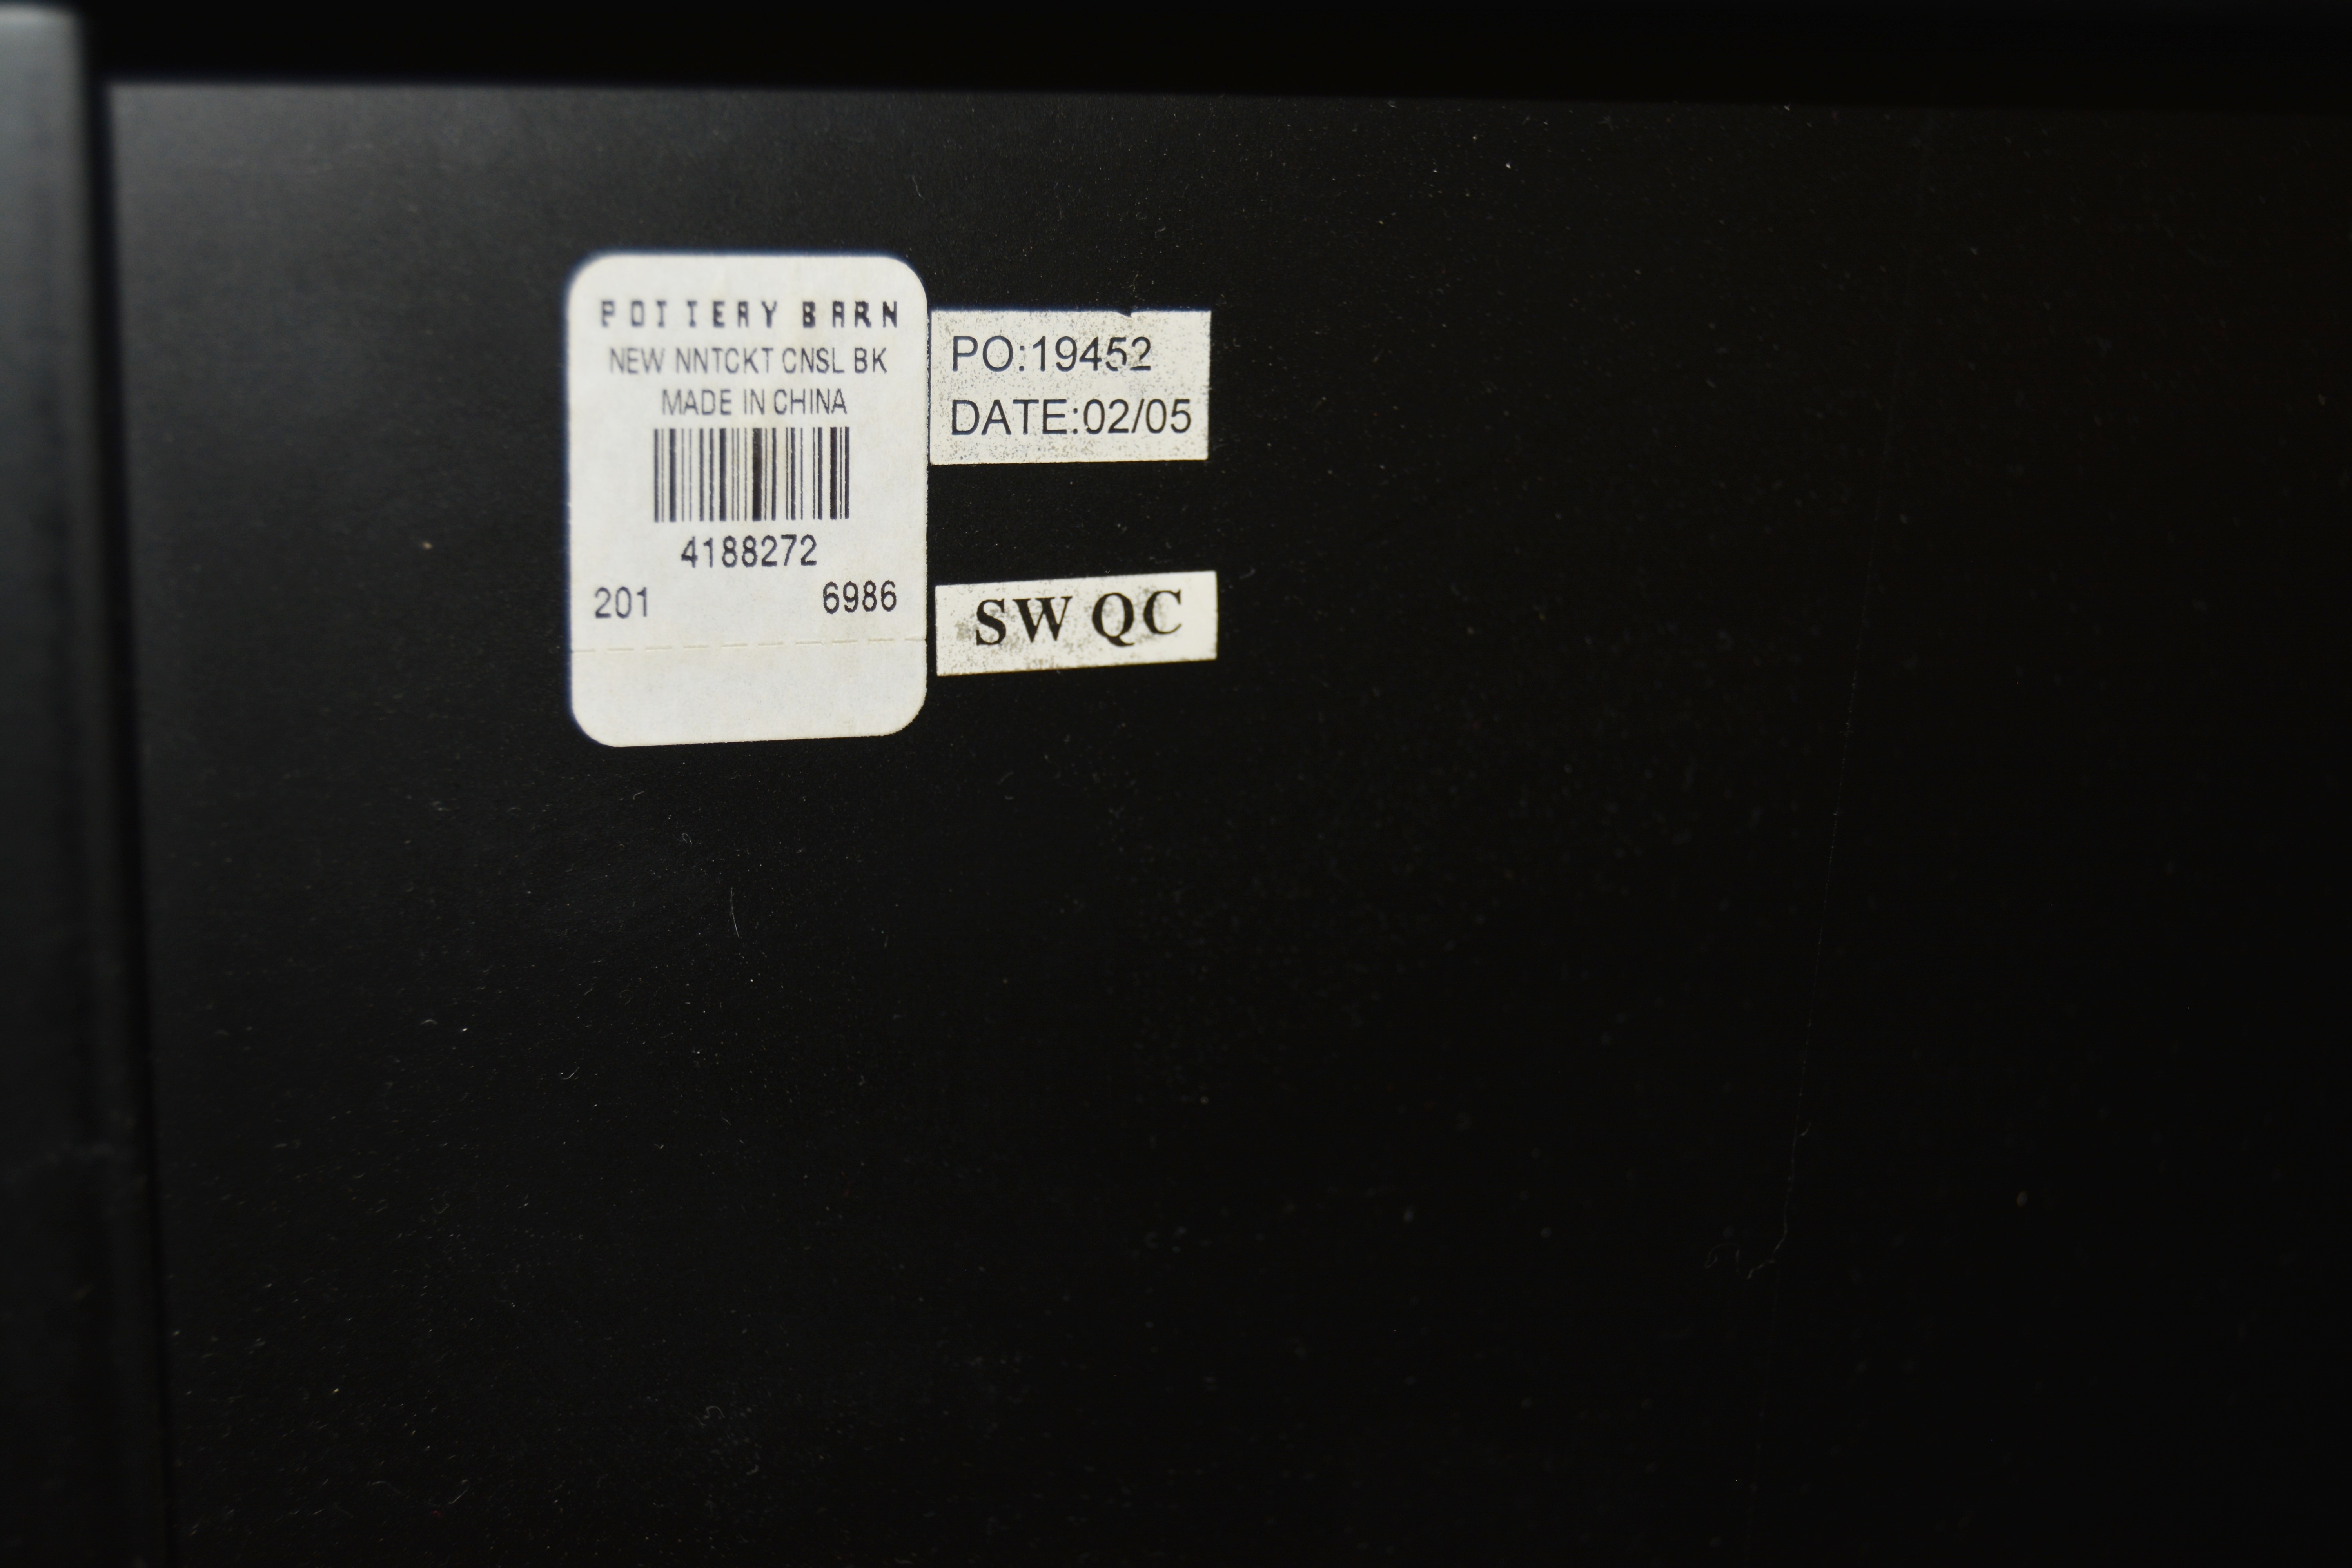 POTTERY BARN
NEW NNTCKT CNSL BK
MADE IN CHINA
4188272
201 6986
PO:19452
DATE:02/05
SW QC